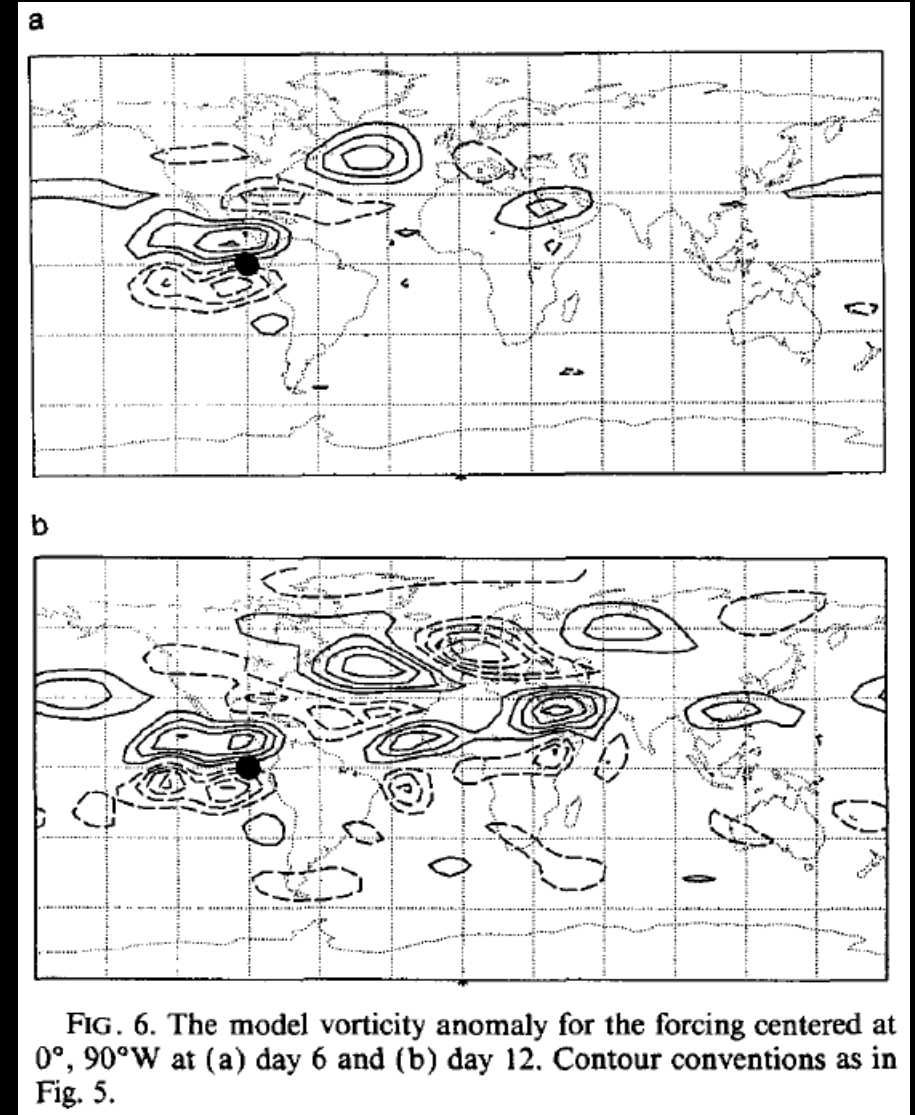 a
b
FIG. 6. The model vorticity anomaly for the forcing centered at
0°, 90°W at (a) day 6 and (b) day 12. Contour conventions as in
Fig. 5.